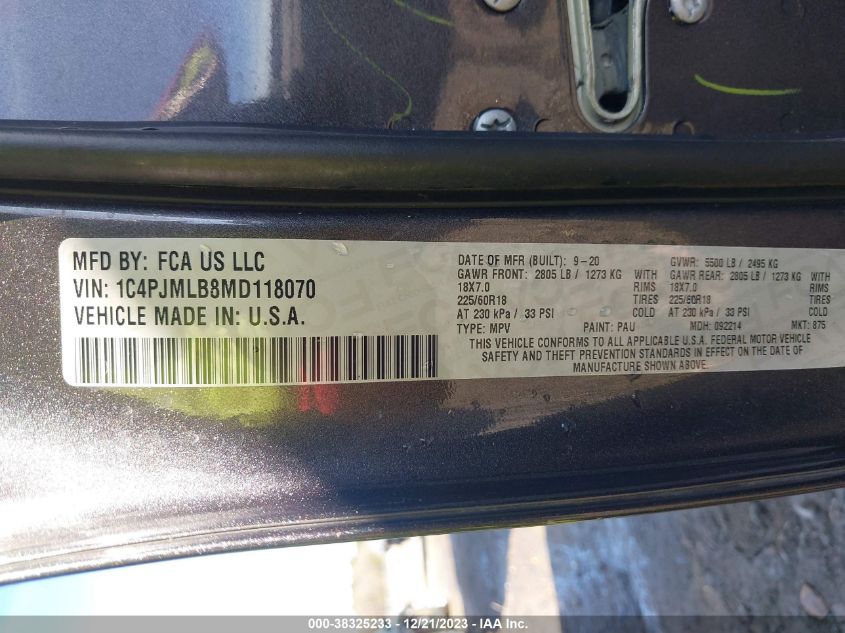 MFD BY: FCA US LLC
VIN: 1C4PJMLB8MD118070
VEHICLE MADE IN: U.S.A.
DATE OF MFR (BUILT): 9-20 GVWR: 5500 LB / 2495 KG
GAWR FRONT: 2805 LB / 1273 KG WITH GAWR REAR: 2805 LB / 1273 KG WITH
18X7.0 RIMS 18X7.0 RIMS
225/60R18 TIRES 225/60R18 TIRES
AT 230 kPa / 33 PSI COLD AT 230 kPa / 33 PSI COLD
TYPE: MPV PAINT: PAU MDH: 092214 MKT: 875
THIS VEHICLE CONFORMS TO ALL APPLICABLE U.S.A. FEDERAL MOTOR VEHICLE
SAFETY AND THEFT PREVENTION STANDARDS IN EFFECT ON THE DATE OF
MANUFACTURE SHOWN ABOVE.
000-38325233 - 12/21/2023 - IAA Inc.